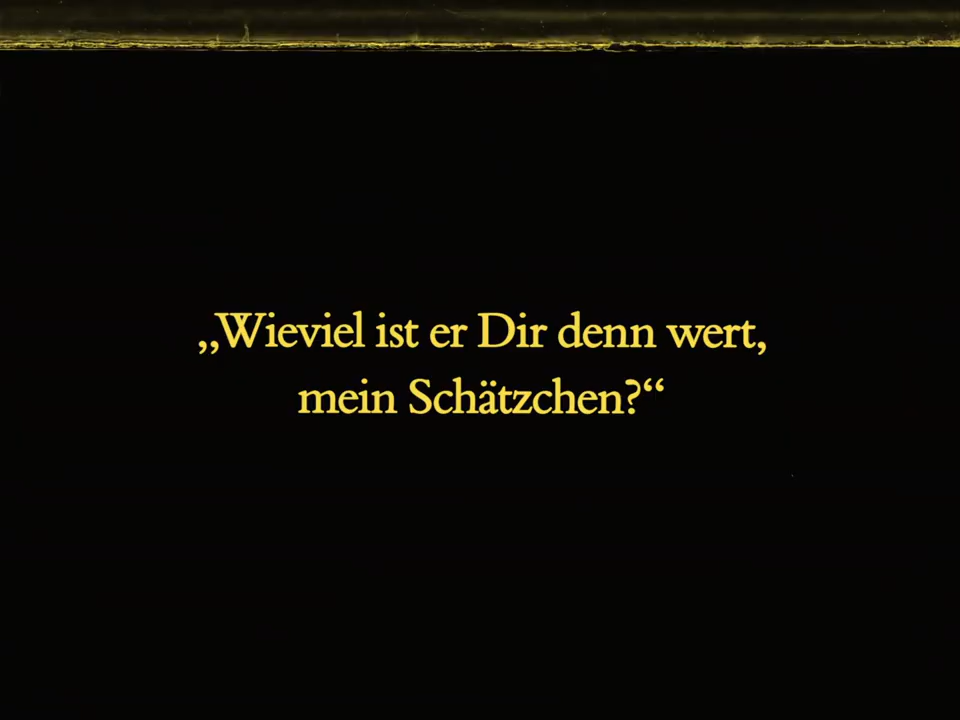 „Wieviel ist er Dir denn wert,
mein Schätzchen?“